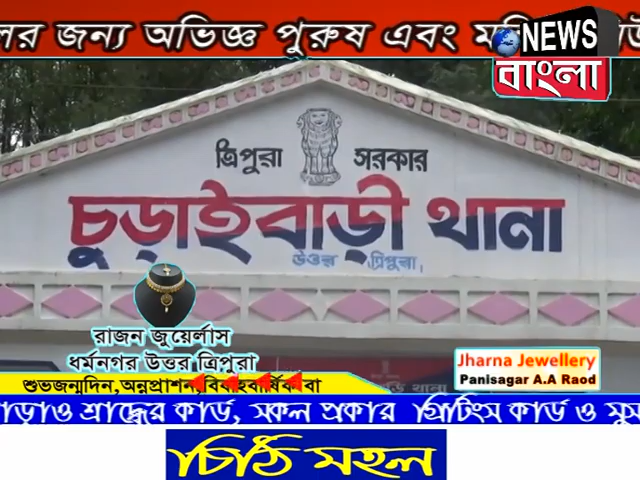 লের জন্য অভিজ্ঞ পুরুষ এবং
NEWS
বাংলা
ত্রিপুরা সরকার
চুড়াইবাড়ী থানা
উত্তর ত্রিপুরা
রাজন জুয়ের্লাস
ধর্মনগর উত্তর ত্রিপুরা
Jharna Jewellery
Panisagar A.A Raod
থানা
শুভজন্মদিন,অন্নপ্রাশন,বিবাহবার্ষিকী বা
ড়াও শ্রাদ্ধের কার্ড, সকল প্রকার গ্রিটিংস কার্ড ও
চিঠি মহল